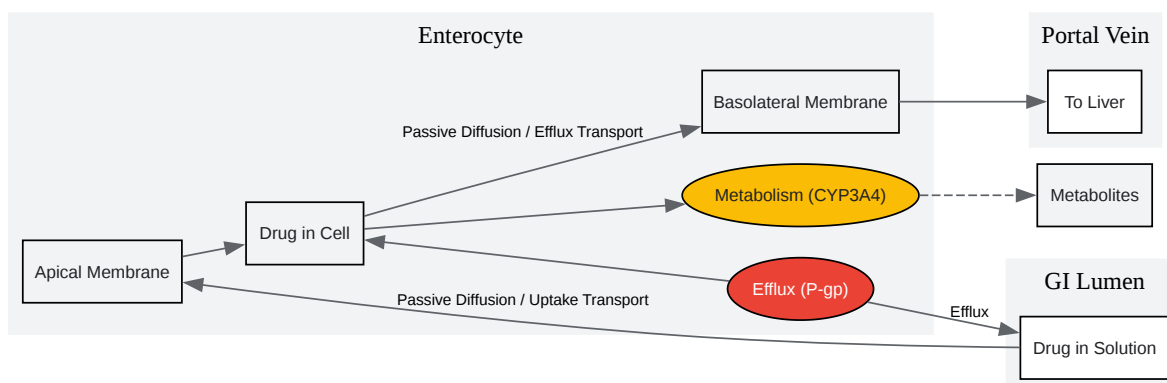 Enterocyte
Portal Vein
Basolateral Membrane
To Liver
Passive Diffusion / Efflux Transport
Metabolism (CYP3A4)
Metabolites
Drug in Cell
Apical Membrane
Efflux (P-gp)
GI Lumen
Passive Diffusion / Uptake Transport
Efflux
Drug in Solution